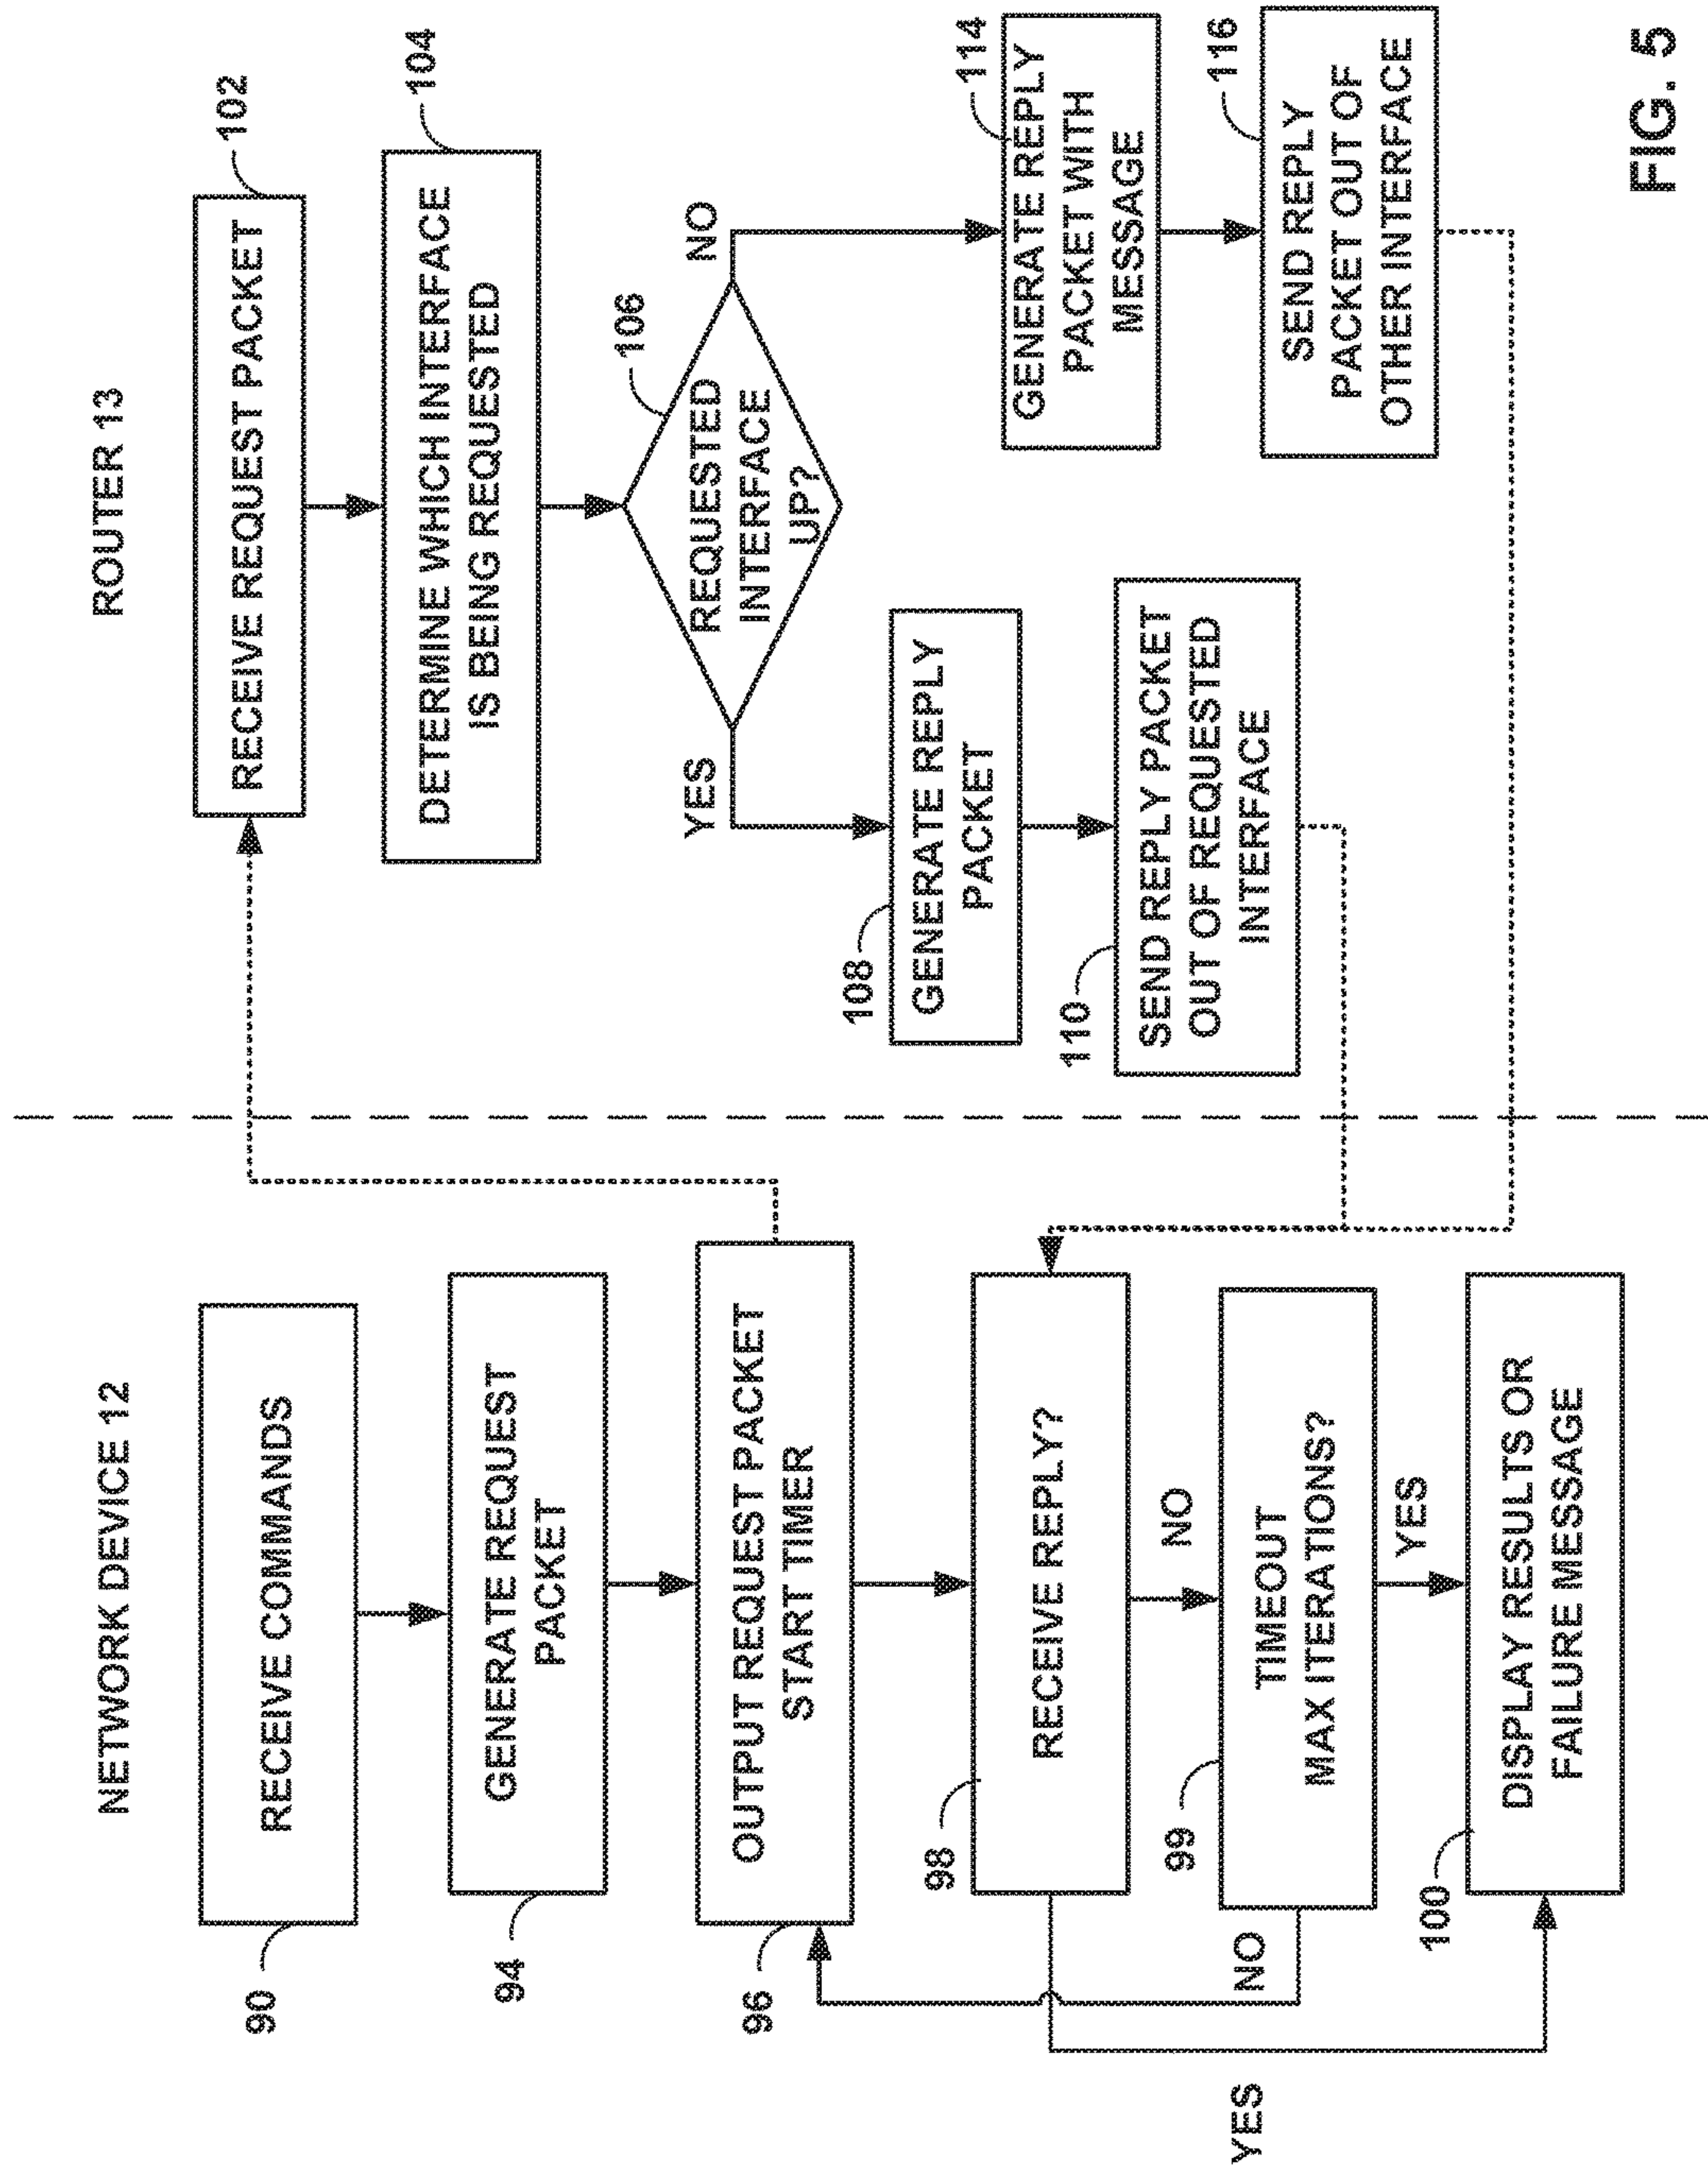 NETWORK DEVICE 12
90
RECEIVE COMMANDS
94
GENERATE REQUEST
PACKET
96
OUTPUT REQUEST PACKET
START TIMER
98
RECEIVE REPLY?
NO
99
TIMEOUT
MAX ITERATIONS?
NO
YES
YES
100
DISPLAY RESULTS OR
FAILURE MESSAGE
ROUTER 13
102
RECEIVE REQUEST PACKET
104
DETERMINE WHICH INTERFACE
IS BEING REQUESTED
106
REQUESTED
INTERFACE
UP?
YES
NO
108
GENERATE REPLY
PACKET
110
SEND REPLY PACKET
OUT OF REQUESTED
INTERFACE
114
GENERATE REPLY
PACKET WITH
MESSAGE
116
SEND REPLY
PACKET OUT OF
OTHER INTERFACE
FIG. 5